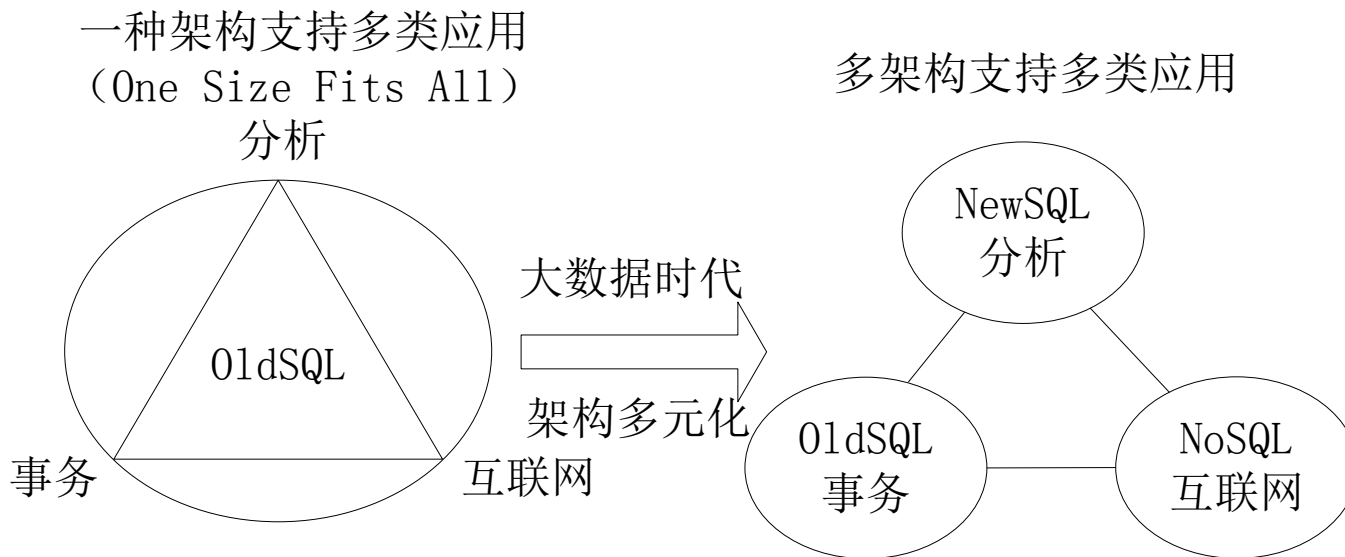 一种架构支持多类应用
（One Size Fits All）
分析
OldSQL
事务
互联网
大数据时代
架构多元化
多架构支持多类应用
NewSQL
分析
OldSQL
事务
NoSQL
互联网